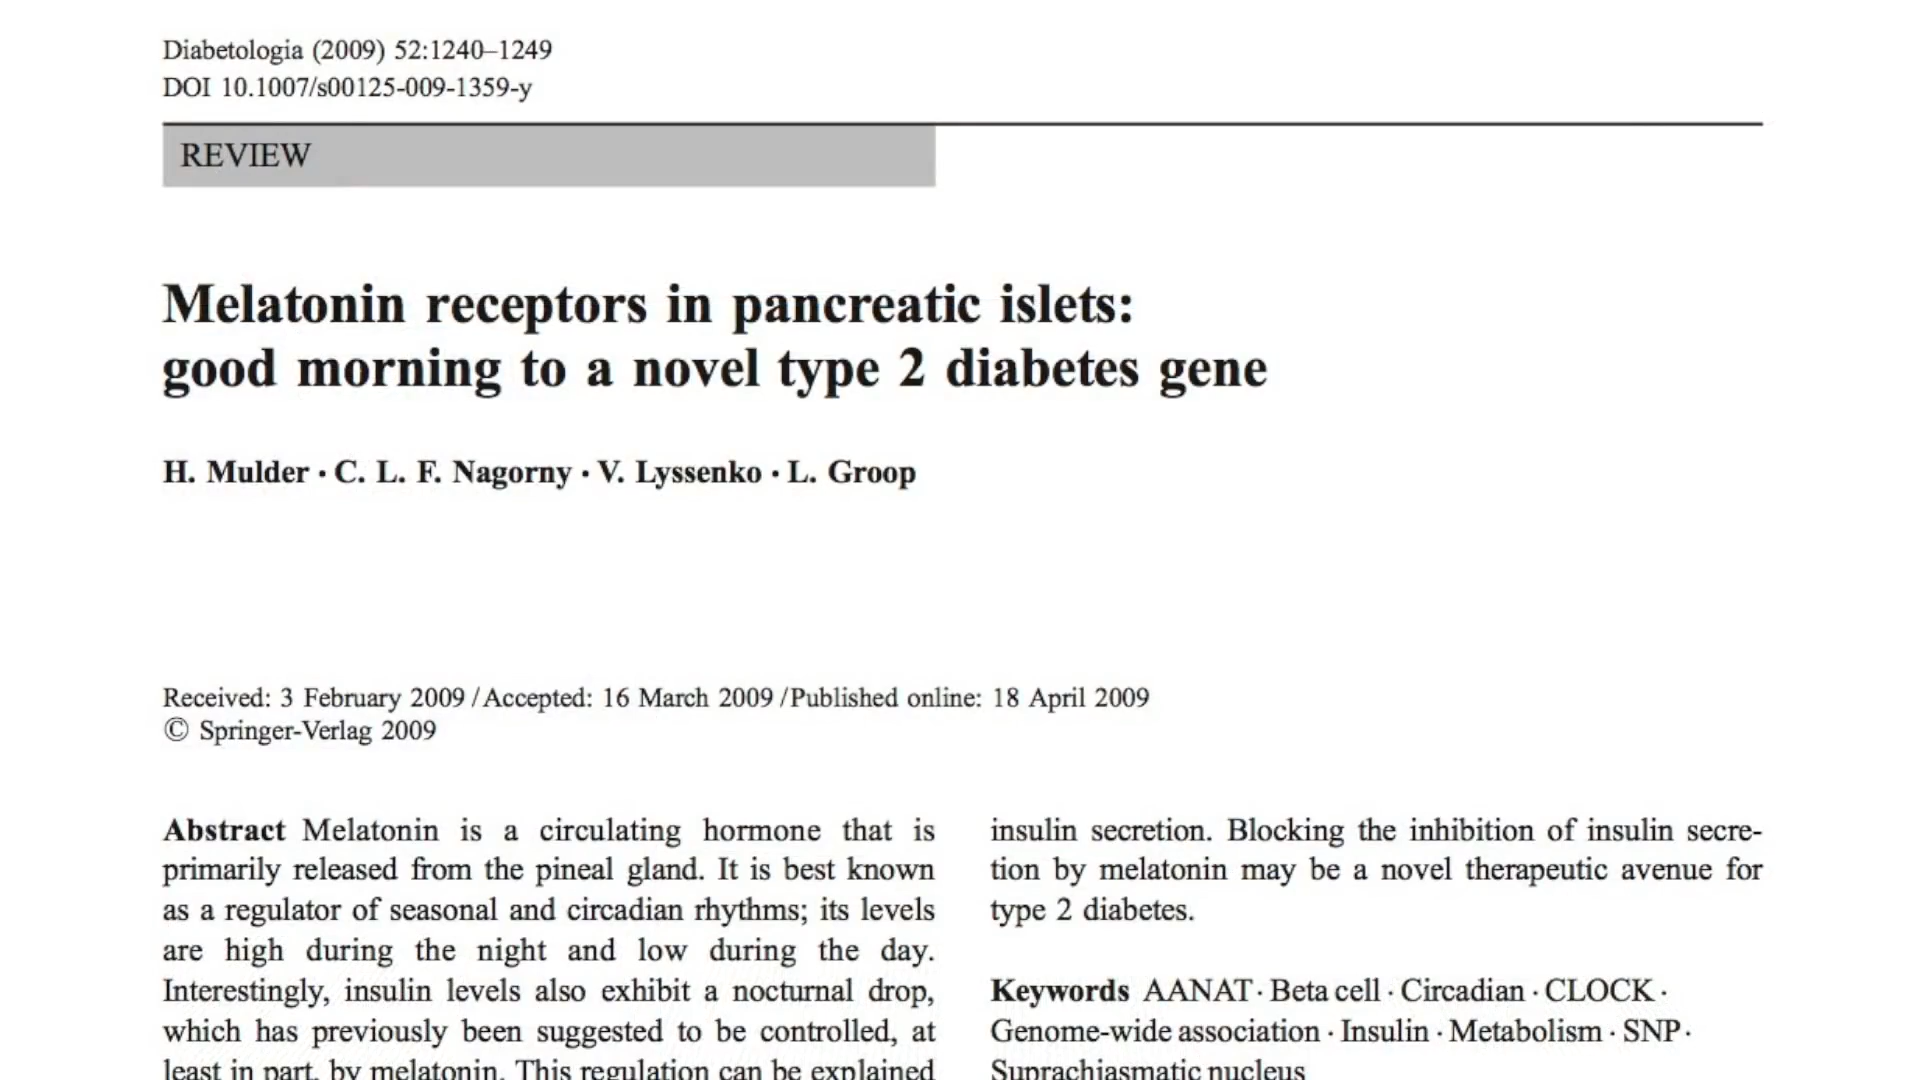 Diabetologia (2009) 52:1240–1249
DOI 10.1007/s00125-009-1359-y
REVIEW
Melatonin receptors in pancreatic islets:
good morning to a novel type 2 diabetes gene
H. Mulder · C. L. F. Nagorny · V. Lyssenko · L. Groop
Received: 3 February 2009 / Accepted: 16 March 2009 / Published online: 18 April 2009
© Springer-Verlag 2009
Abstract Melatonin is a circulating hormone that is
primarily released from the pineal gland. It is best known
as a regulator of seasonal and circadian rhythms; its levels
are high during the night and low during the day.
Interestingly, insulin levels also exhibit a nocturnal drop,
which has previously been suggested to be controlled, at
least in part, by melatonin. This regulation can be explained
insulin secretion. Blocking the inhibition of insulin secre-
tion by melatonin may be a novel therapeutic avenue for
type 2 diabetes.
Keywords AANAT · Beta cell · Circadian · CLOCK ·
Genome-wide association · Insulin · Metabolism · SNP ·
Suprachiasmatic nucleus